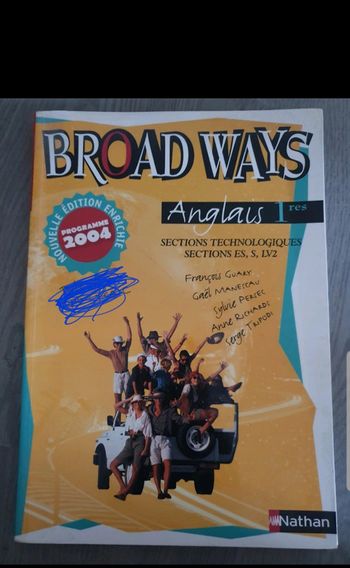 BROAD WAYS
NOUVELLE ÉDITION ENRICHIE
PROGRAMME
2004
Anglais 1res
SECTIONS TECHNOLOGIQUES
SECTIONS ES, S, LV2
François GUARY
Gaël MANESCAU
Sylvie PERSEC
Anne RICHARDS
Serge TRIPODI
Nathan